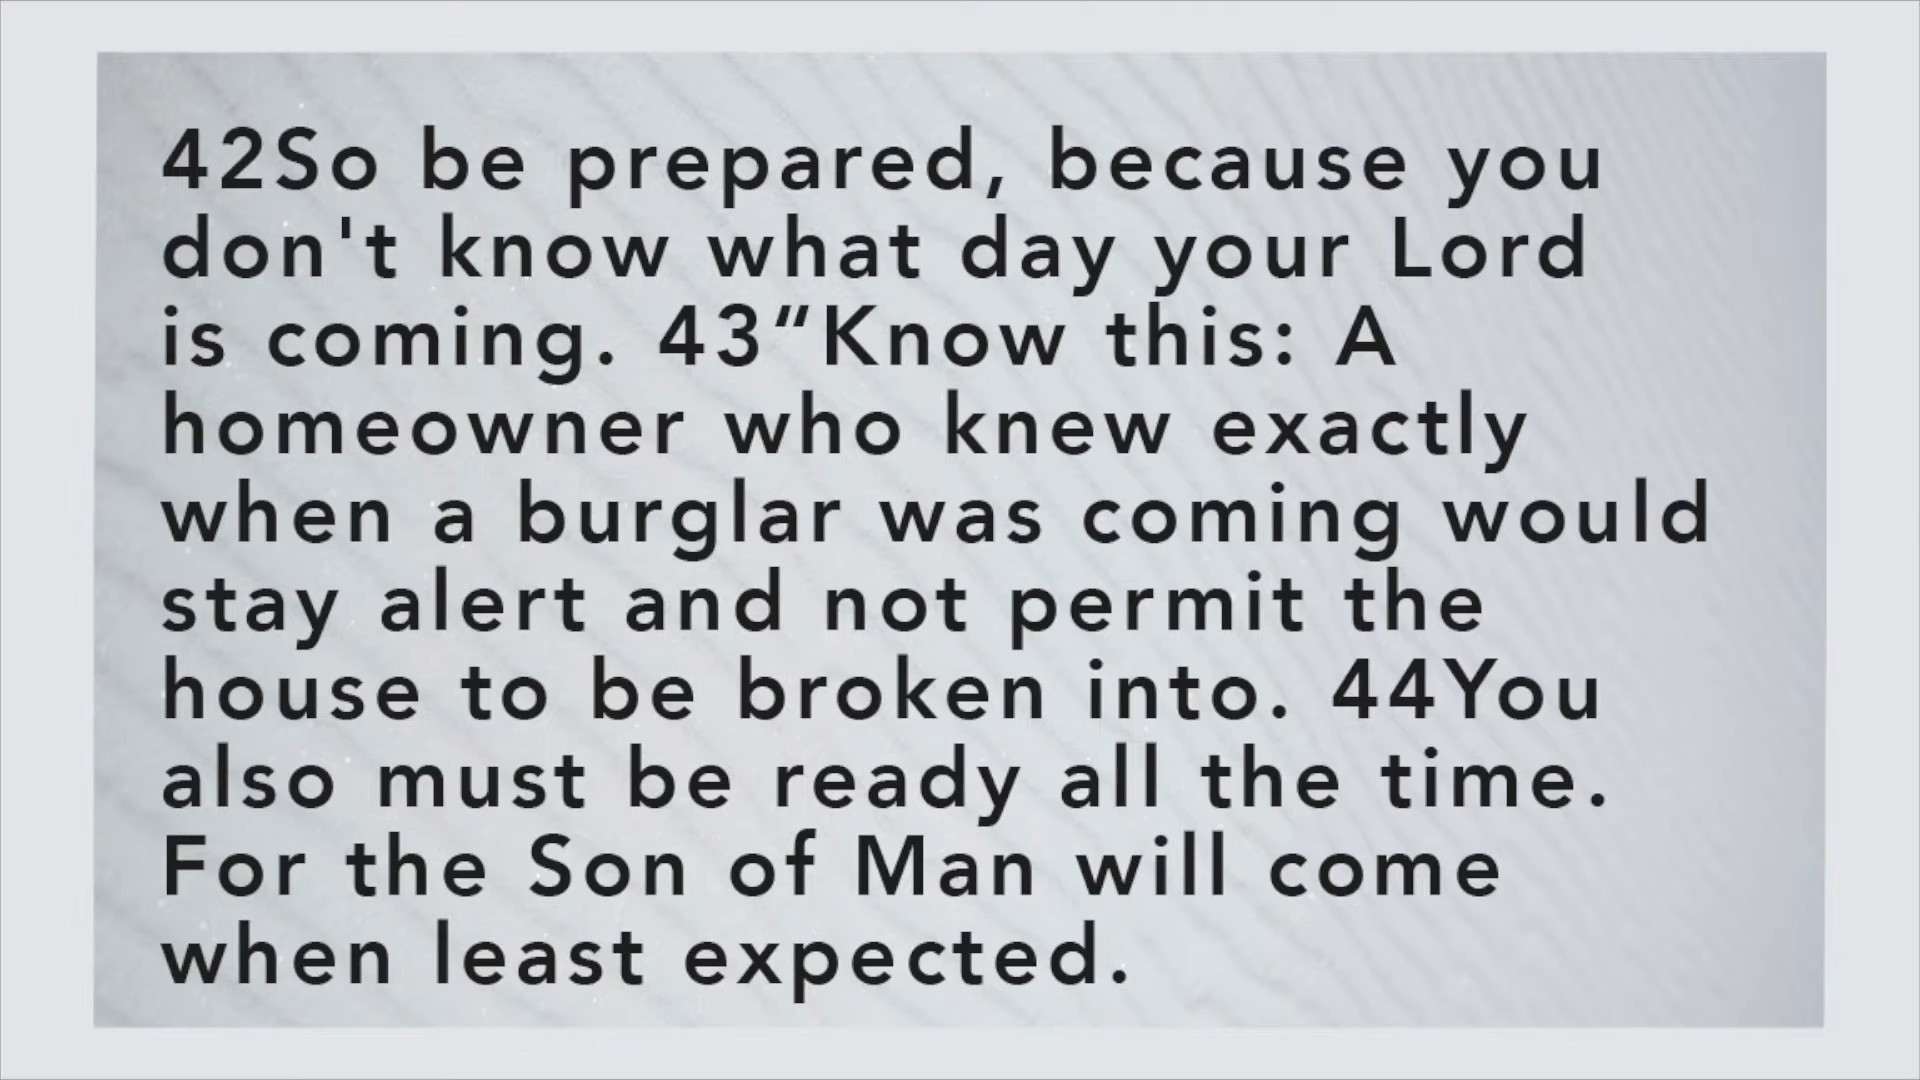 42So be prepared, because you
don't know what day your Lord
is coming. 43“Know this: A
homeowner who knew exactly
when a burglar was coming would
stay alert and not permit the
house to be broken into. 44You
also must be ready all the time.
For the Son of Man will come
when least expected.